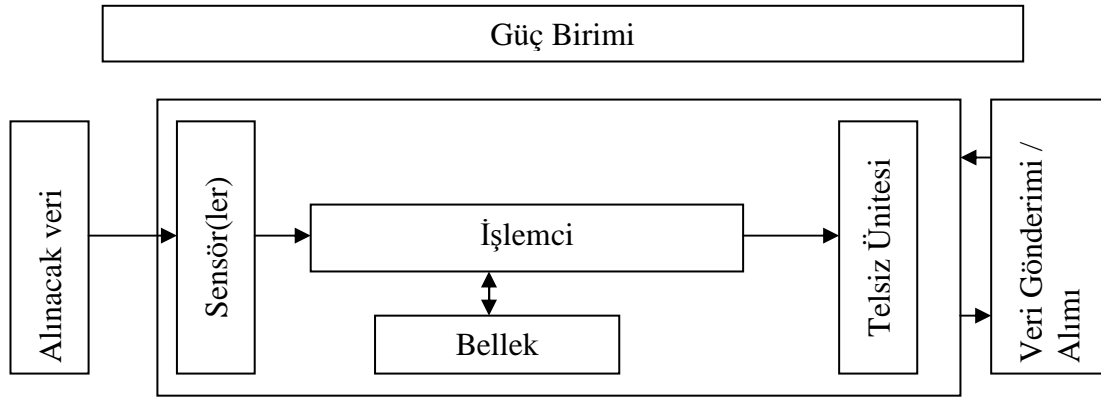 Güç Birimi
Alınacak veri
Sensör(ler)
İşlemci
Bellek
Telsiz Ünitesi
Veri Gönderimi /
Alımı